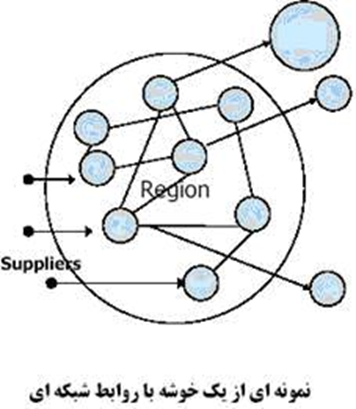 Region
Suppliers
نمونه ای از یک خوشه با روابط شبکه ای